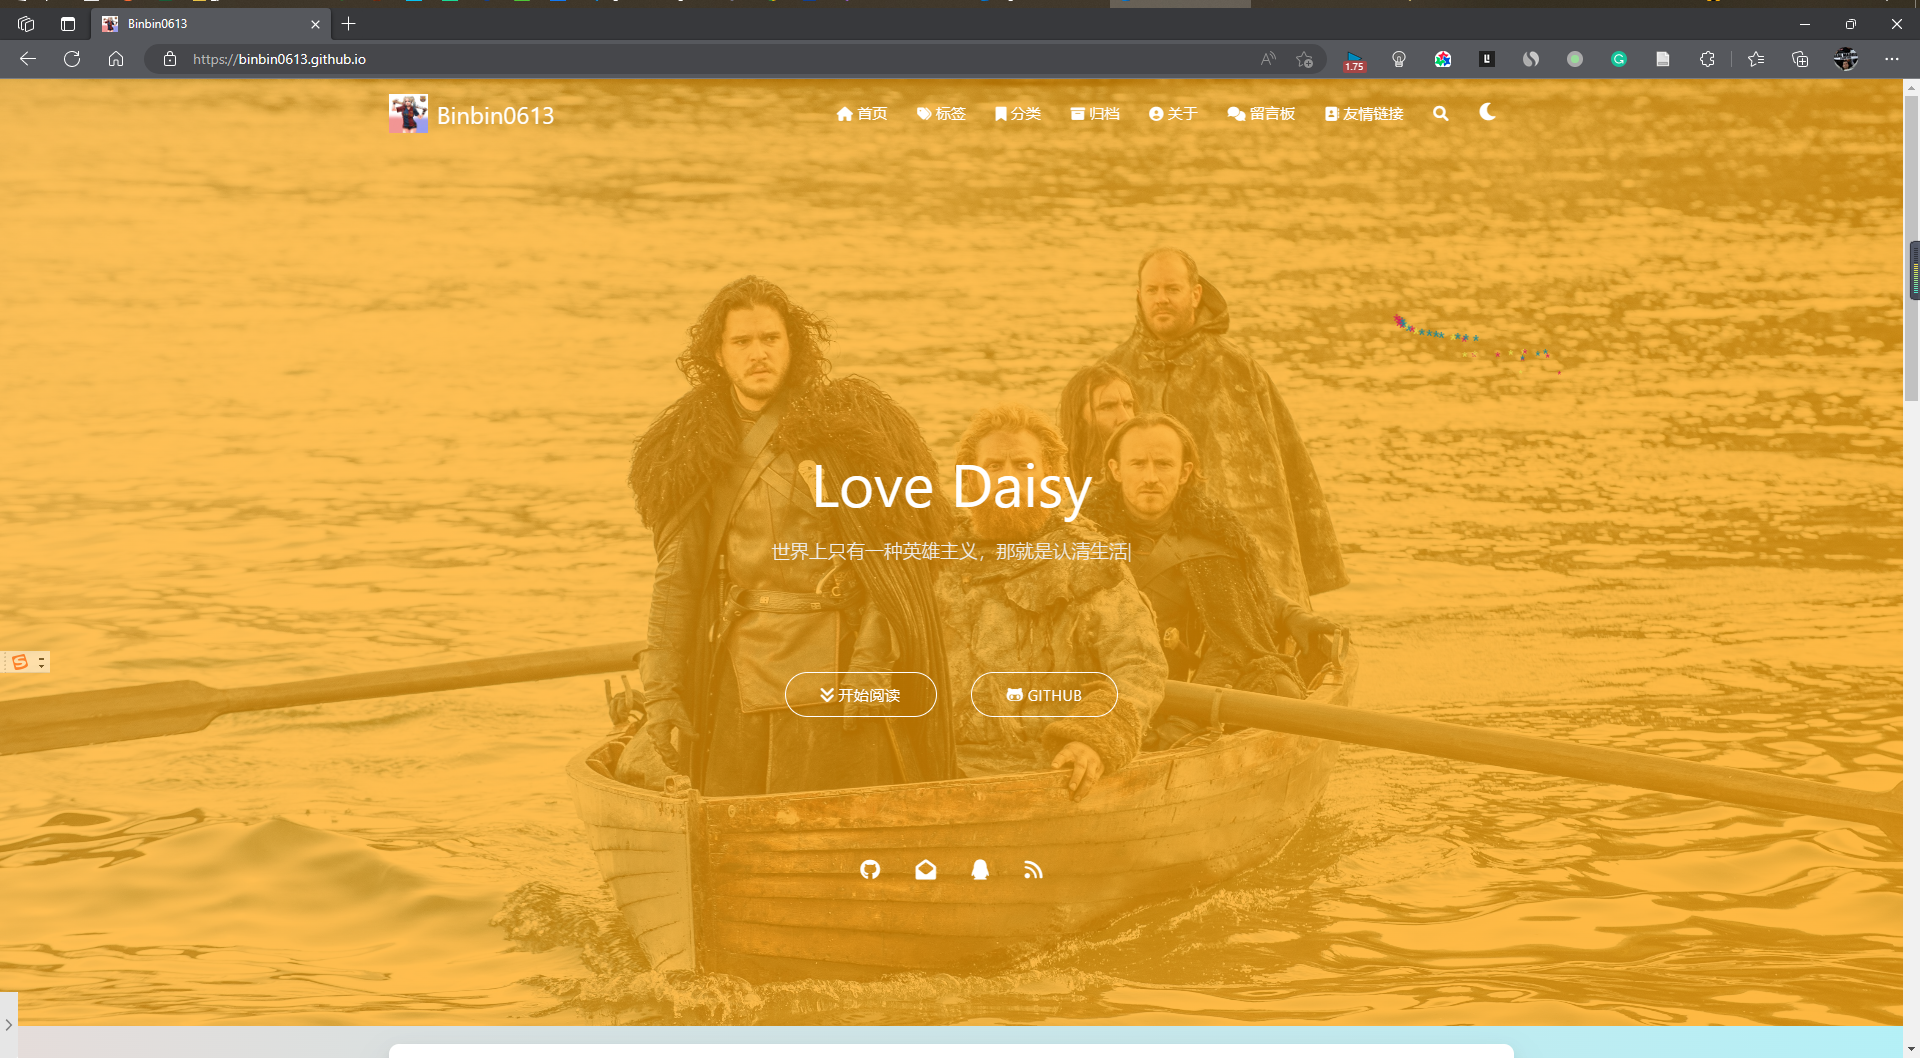 Binbin0613
https://binbin0613.github.io
1.75
Binbin0613
首页 标签 分类 归档 关于 留言板 友情链接
Love Daisy
世界上只有一种英雄主义，那就是认清生活|
开始阅读 GITHUB